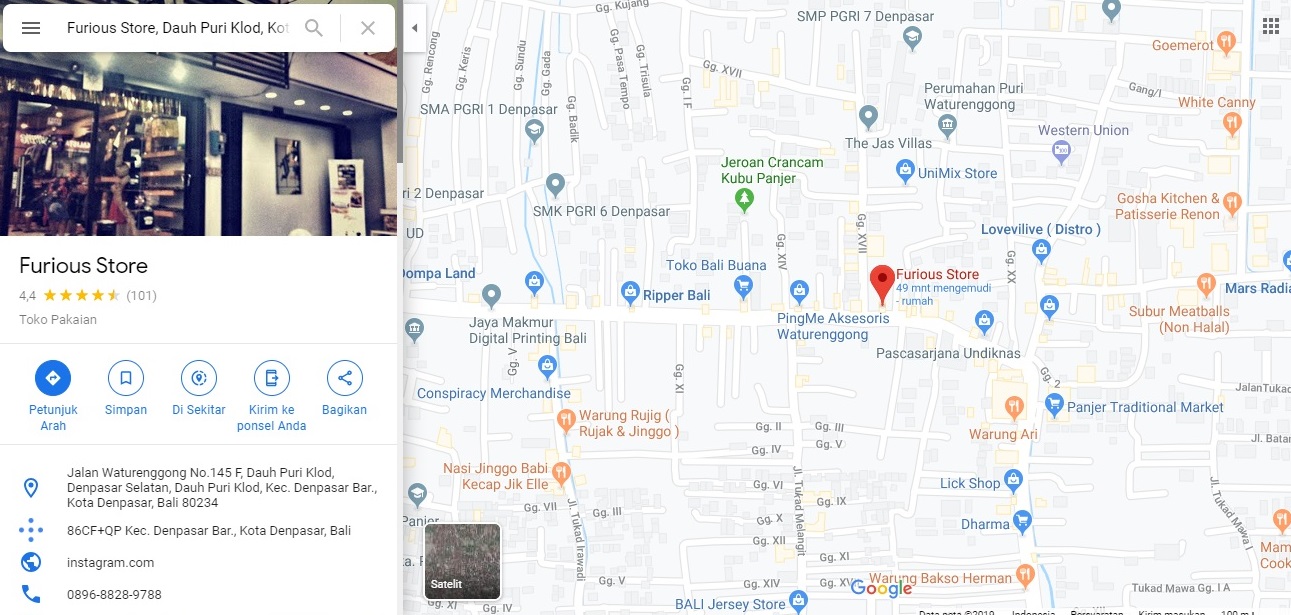 Furious Store, Dauh Puri Klod, Kot
Furious Store
4,4 (101)
Toko Pakaian
Petunjuk
Arah
Simpan
Di Sekitar
Kirim ke
ponsel Anda
Bagikan
Jalan Waturenggong No.145 F, Dauh Puri Klod,
Denpasar Selatan, Dauh Puri Klod, Kec. Denpasar Bar.,
Kota Denpasar, Bali 80234
86CF+QP Kec. Denpasar Bar., Kota Denpasar, Bali
instagram.com
0896-8828-9788
Gg. Kujang
SMP PGRI 7 Denpasar
Goemerot
Gg. Rencong
Gg. Keris
Gg. Sundu
Gg. Gada
Gg. Badik
Gg. Pasa Tempo
Gg. Trisula
Gg. I F
Gg. XVII
Gang/I
SMA PGRI 1 Denpasar
Perumahan Puri
Waturenggong
White Canny
The Jas Villas
Western Union
Jeroan Crancam
Kubu Panjer
UniMix Store
ri 2 Denpasar
SMK PGRI 6 Denpasar
UD
Gosha Kitchen &
Patisserie Renon
Lovevilive ( Distro )
Gg. XVII
Gg. XIV
Gg. XX
Dompa Land
Toko Bali Buana
Ripper Bali
Furious Store
49 mnt mengemudi
- rumah
Mars Radia
Jaya Makmur
Digital Printing Bali
PingMe Aksesoris
Waturenggong
Subur Meatballs
(Non Halal)
Pascasarjana Undiknas
Gg. V
Gg. XI
Gg. 2
Conspiracy Merchandise
JalanTukad
Panjer Traditional Market
Warung Rujig (
Rujak & Jinggo )
Gg. II
Gg. III
Gg. IV
Gg. V
Warung Ari
Jl. Batan
Nasi Jinggo Babi
Kecap Jik Elle
Gg. VI
Lick Shop
Jl. Tukad Melangit
Jl. Tukad Irawadi
Jl. Tukad Mawa I
Gg. VII
Gg. III
Gg. IX
Gg. X
Dharma
Panjer
Satelit
Gg. XII
Gg. XI
Gg. V
Gg. XIV
Gg. XV
Gg. IV
Google
Warung Bakso Herman
Mam
Cook
Tukad Mawa Gg. I A
BALI Jersey Store
Data peta ©2019 Indonesia Persyaratan Kirim masukan 100 m